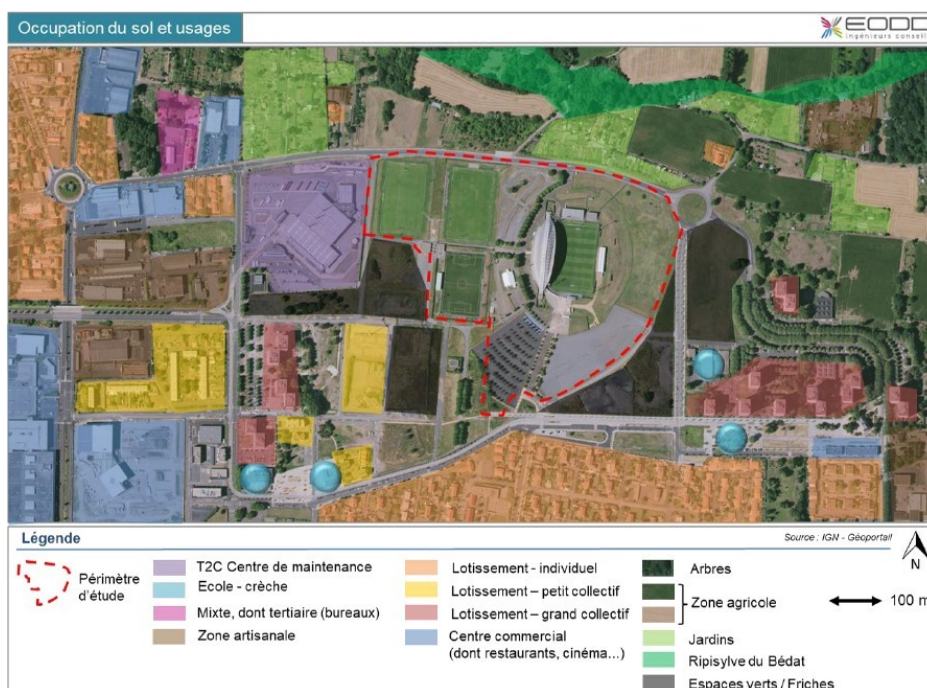 Occupation du sol et usages
EODD
ingénieurs conseils
Légende
Source : IGN - Géoportail
Périmètre
d'étude
T2C Centre de maintenance
Ecole - crèche
Mixte, dont tertiaire (bureaux)
Zone artisanale
Lotissement - individuel
Lotissement – petit collectif
Lotissement – grand collectif
Centre commercial
(dont restaurants, cinéma...)
Arbres
Zone agricole
Jardins
Ripisylve du Bédat
Espaces verts / Friches
N
100 m